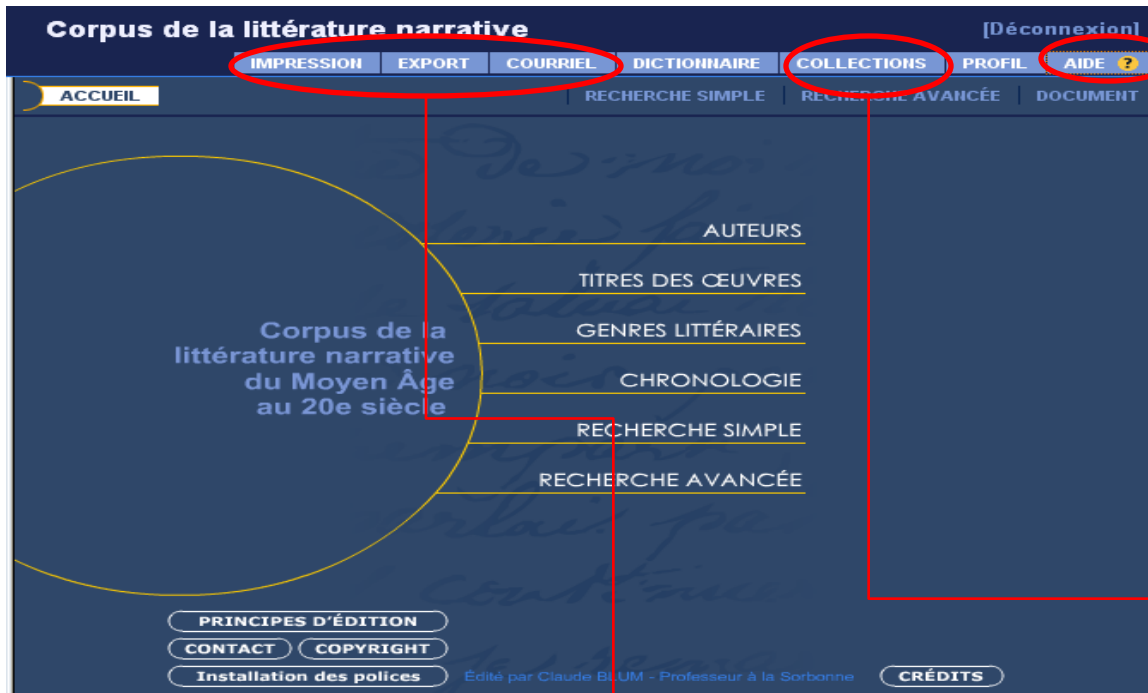 Corpus de la littérature narrative [Déconnexion]
IMPRESSION EXPORT COURRIEL DICTIONNAIRE COLLECTIONS PROFIL AIDE ?
ACCUEIL RECHERCHE SIMPLE RECHERCHE AVANCÉE DOCUMENT
AUTEURS
TITRES DES ŒUVRES
GENRES LITTÉRAIRES
CHRONOLOGIE
RECHERCHE SIMPLE
RECHERCHE AVANCÉE
Corpus de la
littérature narrative
du Moyen Âge
au 20e siècle
PRINCIPES D'ÉDITION
CONTACT COPYRIGHT
Installation des polices Édité par Claude BLUM - Professeur à la Sorbonne CRÉDITS